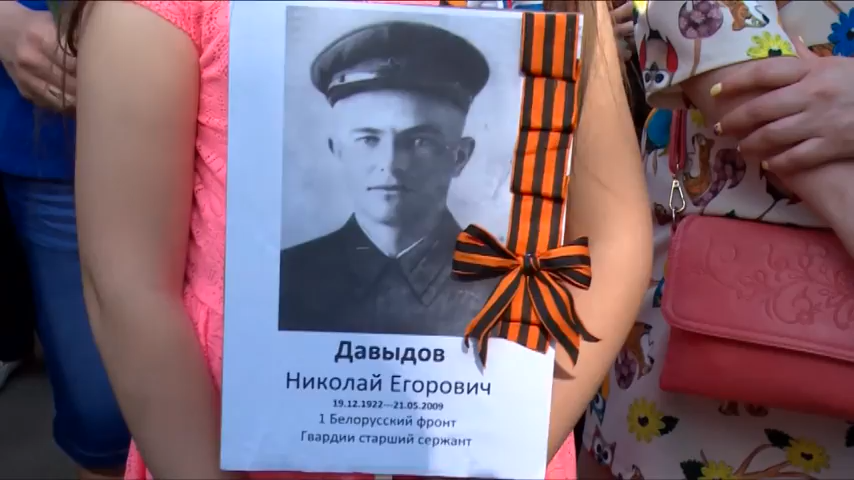 Давыдов
Николай Егорович
19.12.1922—21.05.2009
1 Белорусский фронт
Гвардии старший сержант